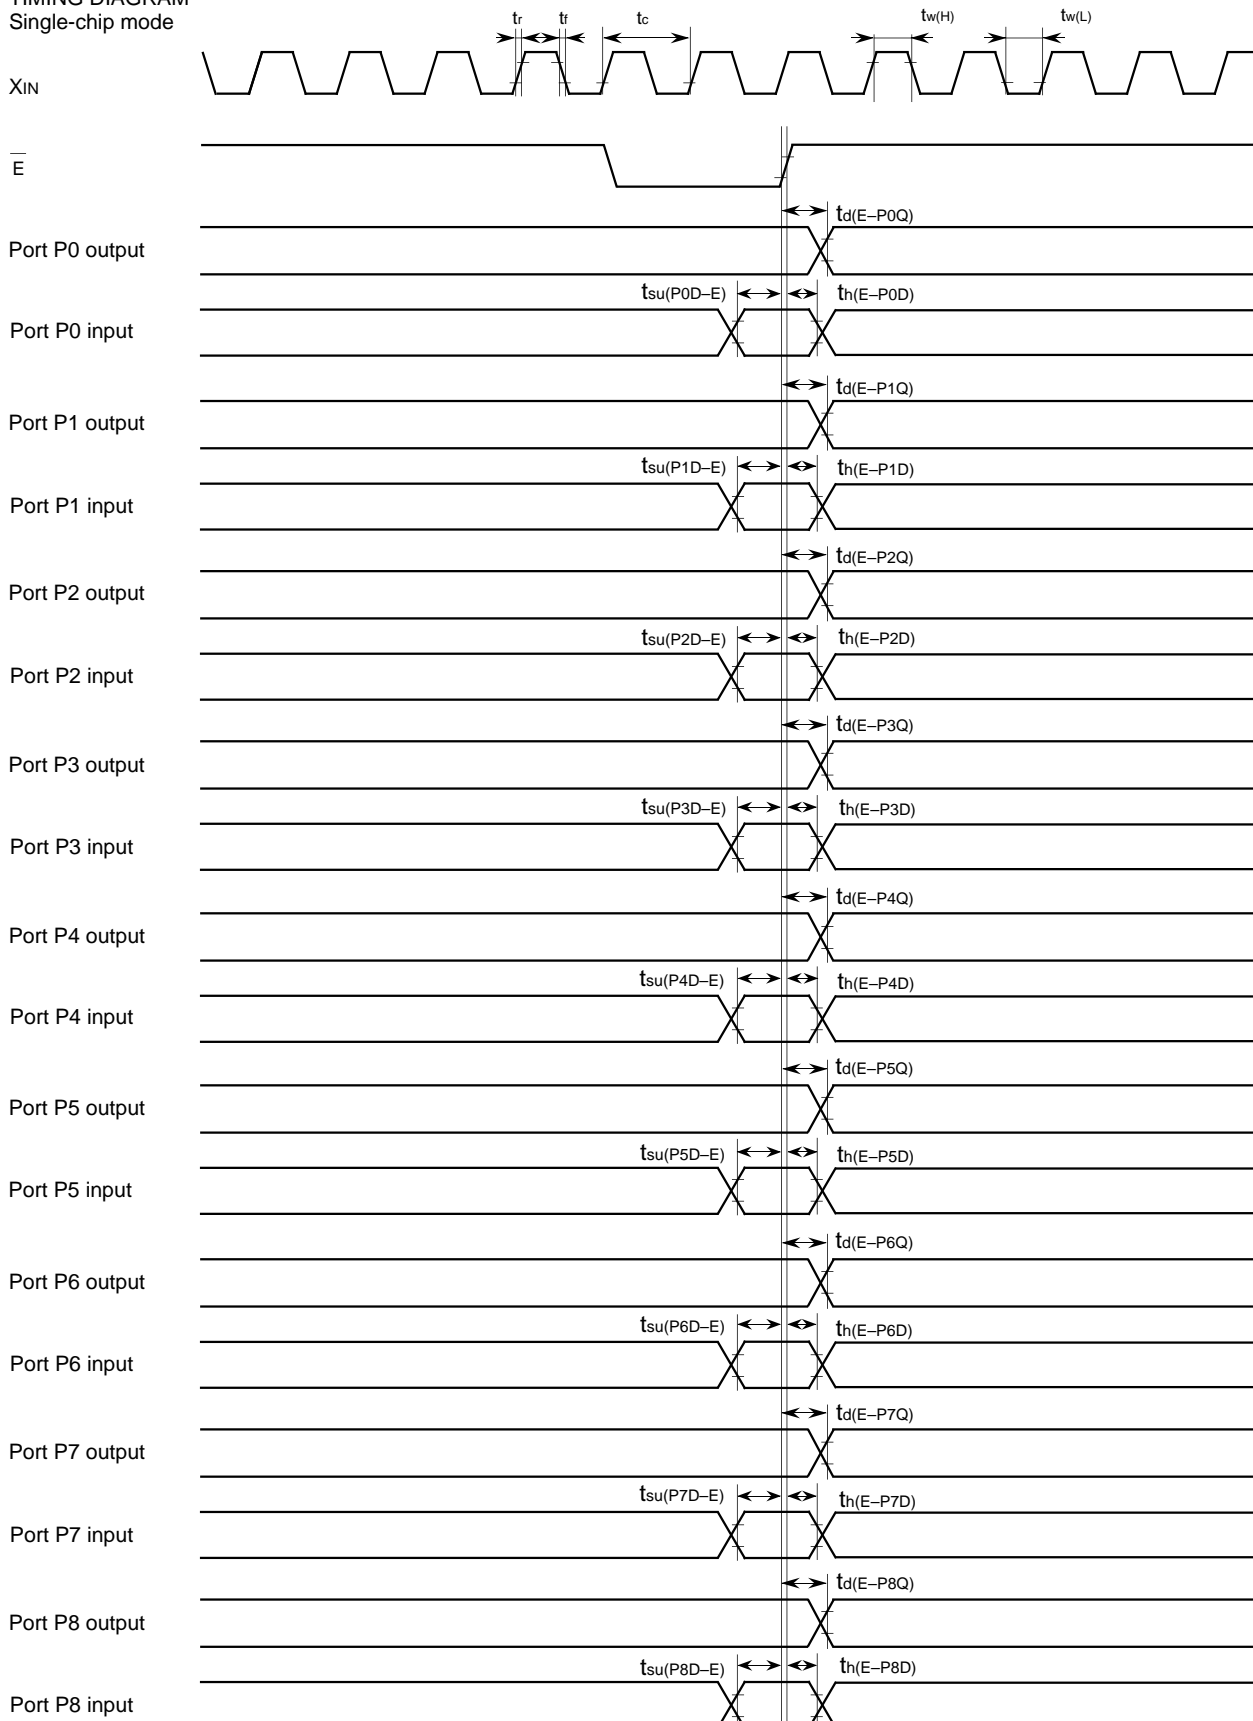 TIMING DIAGRAM
Single-chip mode
tr tf tc tw(H) tw(L)
XIN
E
td(E–P0Q)
Port P0 output
tsu(P0D–E) th(E–P0D)
Port P0 input
td(E–P1Q)
Port P1 output
tsu(P1D–E) th(E–P1D)
Port P1 input
td(E–P2Q)
Port P2 output
tsu(P2D–E) th(E–P2D)
Port P2 input
td(E–P3Q)
Port P3 output
tsu(P3D–E) th(E–P3D)
Port P3 input
td(E–P4Q)
Port P4 output
tsu(P4D–E) th(E–P4D)
Port P4 input
td(E–P5Q)
Port P5 output
tsu(P5D–E) th(E–P5D)
Port P5 input
td(E–P6Q)
Port P6 output
tsu(P6D–E) th(E–P6D)
Port P6 input
td(E–P7Q)
Port P7 output
tsu(P7D–E) th(E–P7D)
Port P7 input
td(E–P8Q)
Port P8 output
tsu(P8D–E) th(E–P8D)
Port P8 input